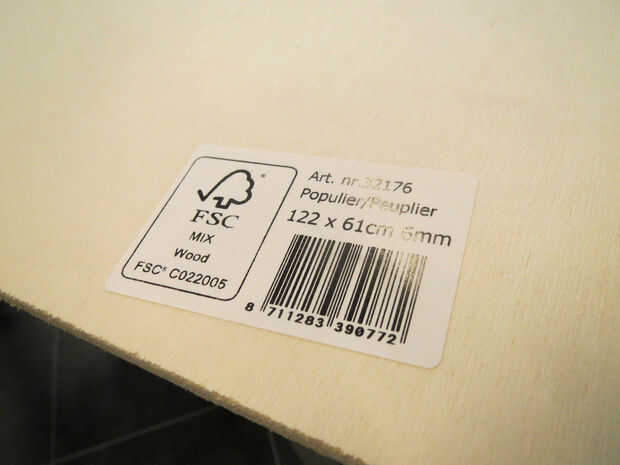 FSC
MIX
Wood
FSC® C022005
Art. nr.32176
Populier/Peuplier
122 x 61cm 6mm
8 711283 390772